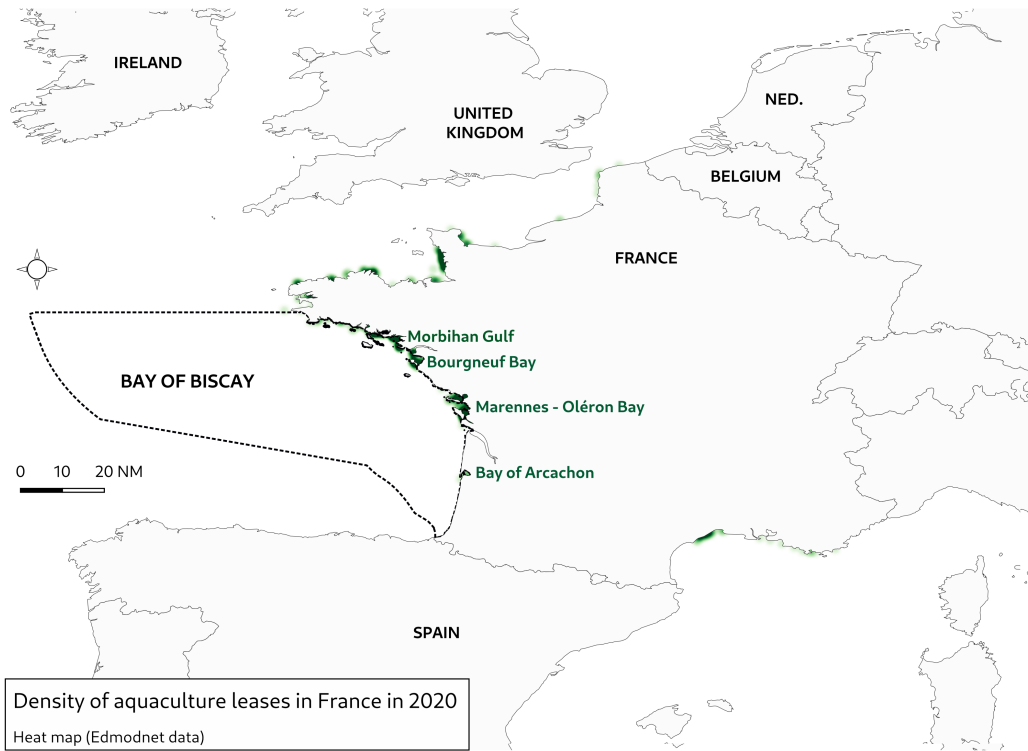 IRELAND
UNITED
KINGDOM
NED.
BELGIUM
FRANCE
Morbihan Gulf
Bourgneuf Bay
BAY OF BISCAY
Marennes - Oléron Bay
0 10 20 NM
Bay of Arcachon
SPAIN
Density of aquaculture leases in France in 2020
Heat map (Edmodnet data)